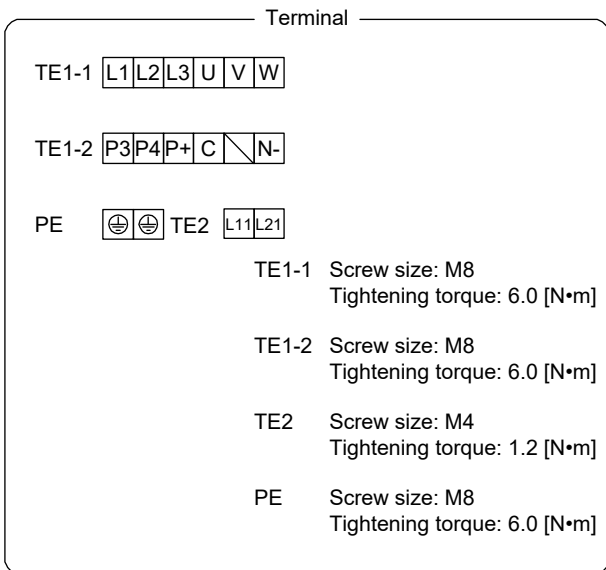 Terminal
TE1-1 L1 L2 L3 U V W
TE1-2 P3 P4 P+ C N-
PE TE2 L11 L21
TE1-1 Screw size: M8
Tightening torque: 6.0 [N•m]
TE1-2 Screw size: M8
Tightening torque: 6.0 [N•m]
TE2 Screw size: M4
Tightening torque: 1.2 [N•m]
PE Screw size: M8
Tightening torque: 6.0 [N•m]